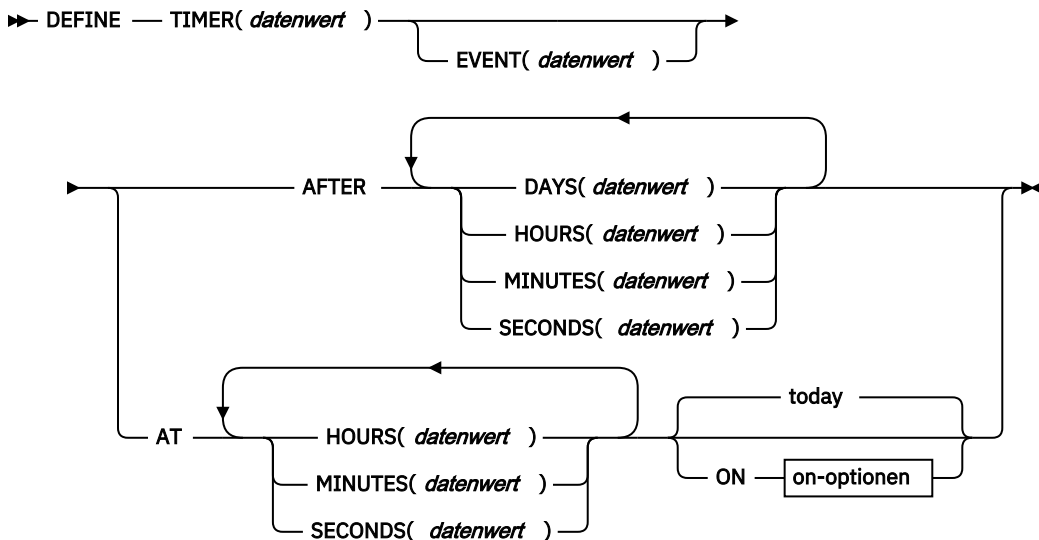 DEFINE TIMER( datenwert )
EVENT( datenwert )
AFTER DAYS( datenwert )
HOURS( datenwert )
MINUTES( datenwert )
SECONDS( datenwert )
today
AT HOURS( datenwert )
MINUTES( datenwert ) ON on-optionen
SECONDS( datenwert )